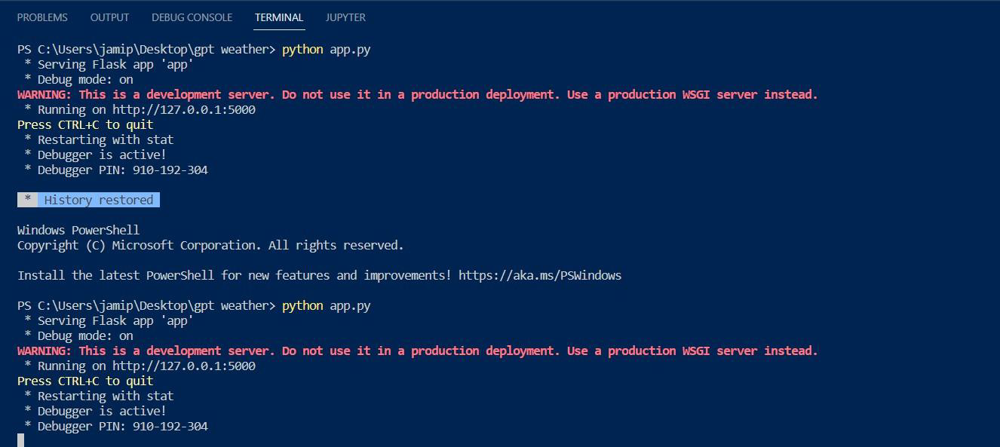 PROBLEMS OUTPUT DEBUG CONSOLE TERMINAL JUPYTER
PS C:\Users\jamip\Desktop\gpt weather> python app.py
* Serving Flask app 'app'
* Debug mode: on
WARNING: This is a development server. Do not use it in a production deployment. Use a production WSGI server instead.
* Running on http://127.0.0.1:5000
Press CTRL+C to quit
* Restarting with stat
* Debugger is active!
* Debugger PIN: 910-192-304
* History restored
Windows PowerShell
Copyright (C) Microsoft Corporation. All rights reserved.
Install the latest PowerShell for new features and improvements! https://aka.ms/PSWindows
PS C:\Users\jamip\Desktop\gpt weather> python app.py
* Serving Flask app 'app'
* Debug mode: on
WARNING: This is a development server. Do not use it in a production deployment. Use a production WSGI server instead.
* Running on http://127.0.0.1:5000
Press CTRL+C to quit
* Restarting with stat
* Debugger is active!
* Debugger PIN: 910-192-304